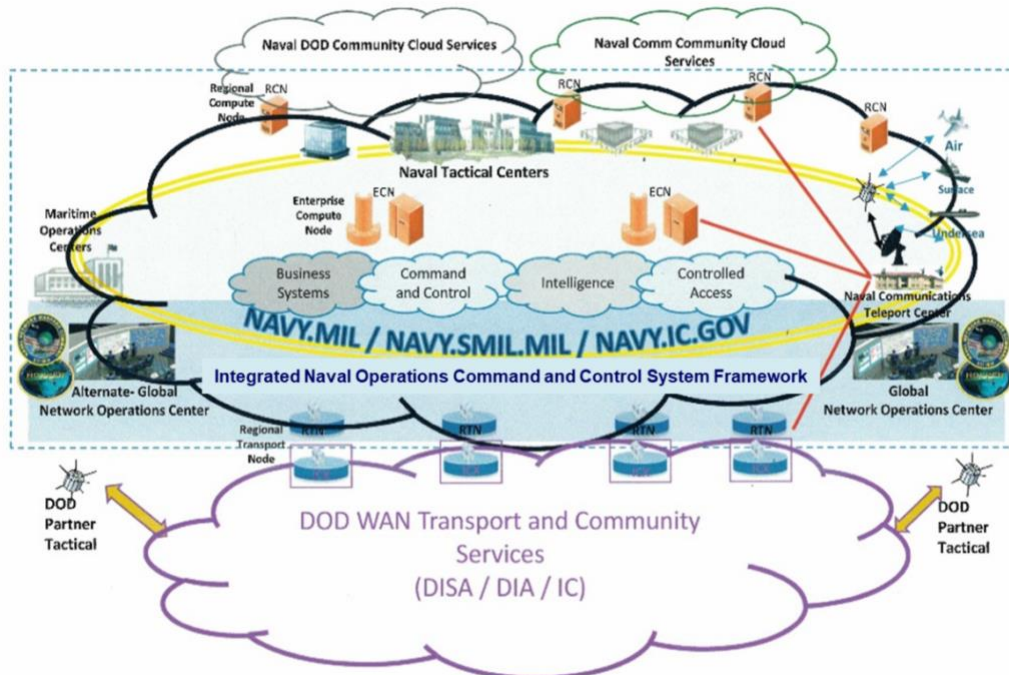 Naval DOD Community Cloud Services
Naval Comm Community Cloud
Services
Regional
Compute
Node
RCN
RCN
RCN
RCN
Air
Surface
Undersea
Naval Tactical Centers
Maritime
Operations
Centers
Enterprise
Compute
Node
ECN
ECN
Business
Systems
Command
and Control
Intelligence
Controlled
Access
Naval Communications
Teleport Center
NAVY.MIL / NAVY.SMIL.MIL / NAVY.IC.GOV
Integrated Naval Operations Command and Control System Framework
Alternate- Global
Network Operations Center
Global
Network Operations Center
Regional
Transport
Node
RTN
RTN
RTN
RTN
DOD
Partner
Tactical
DOD
Partner
Tactical
DOD WAN Transport and Community
Services
(DISA / DIA / IC)